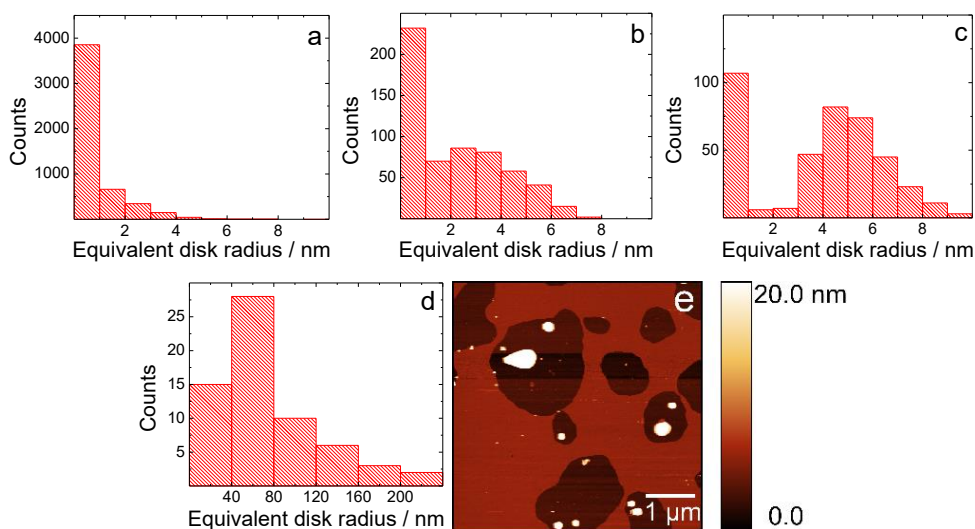 a
4000
3000
2000
1000
2 4 6 8
Counts
Equivalent disk radius / nm
b
200
150
100
50
2 4 6 8
Counts
Equivalent disk radius / nm
c
100
50
2 4 6 8
Counts
Equivalent disk radius / nm
d
25
20
15
10
5
40 80 120 160 200
Counts
Equivalent disk radius / nm
e
1 μm
20.0 nm
0.0